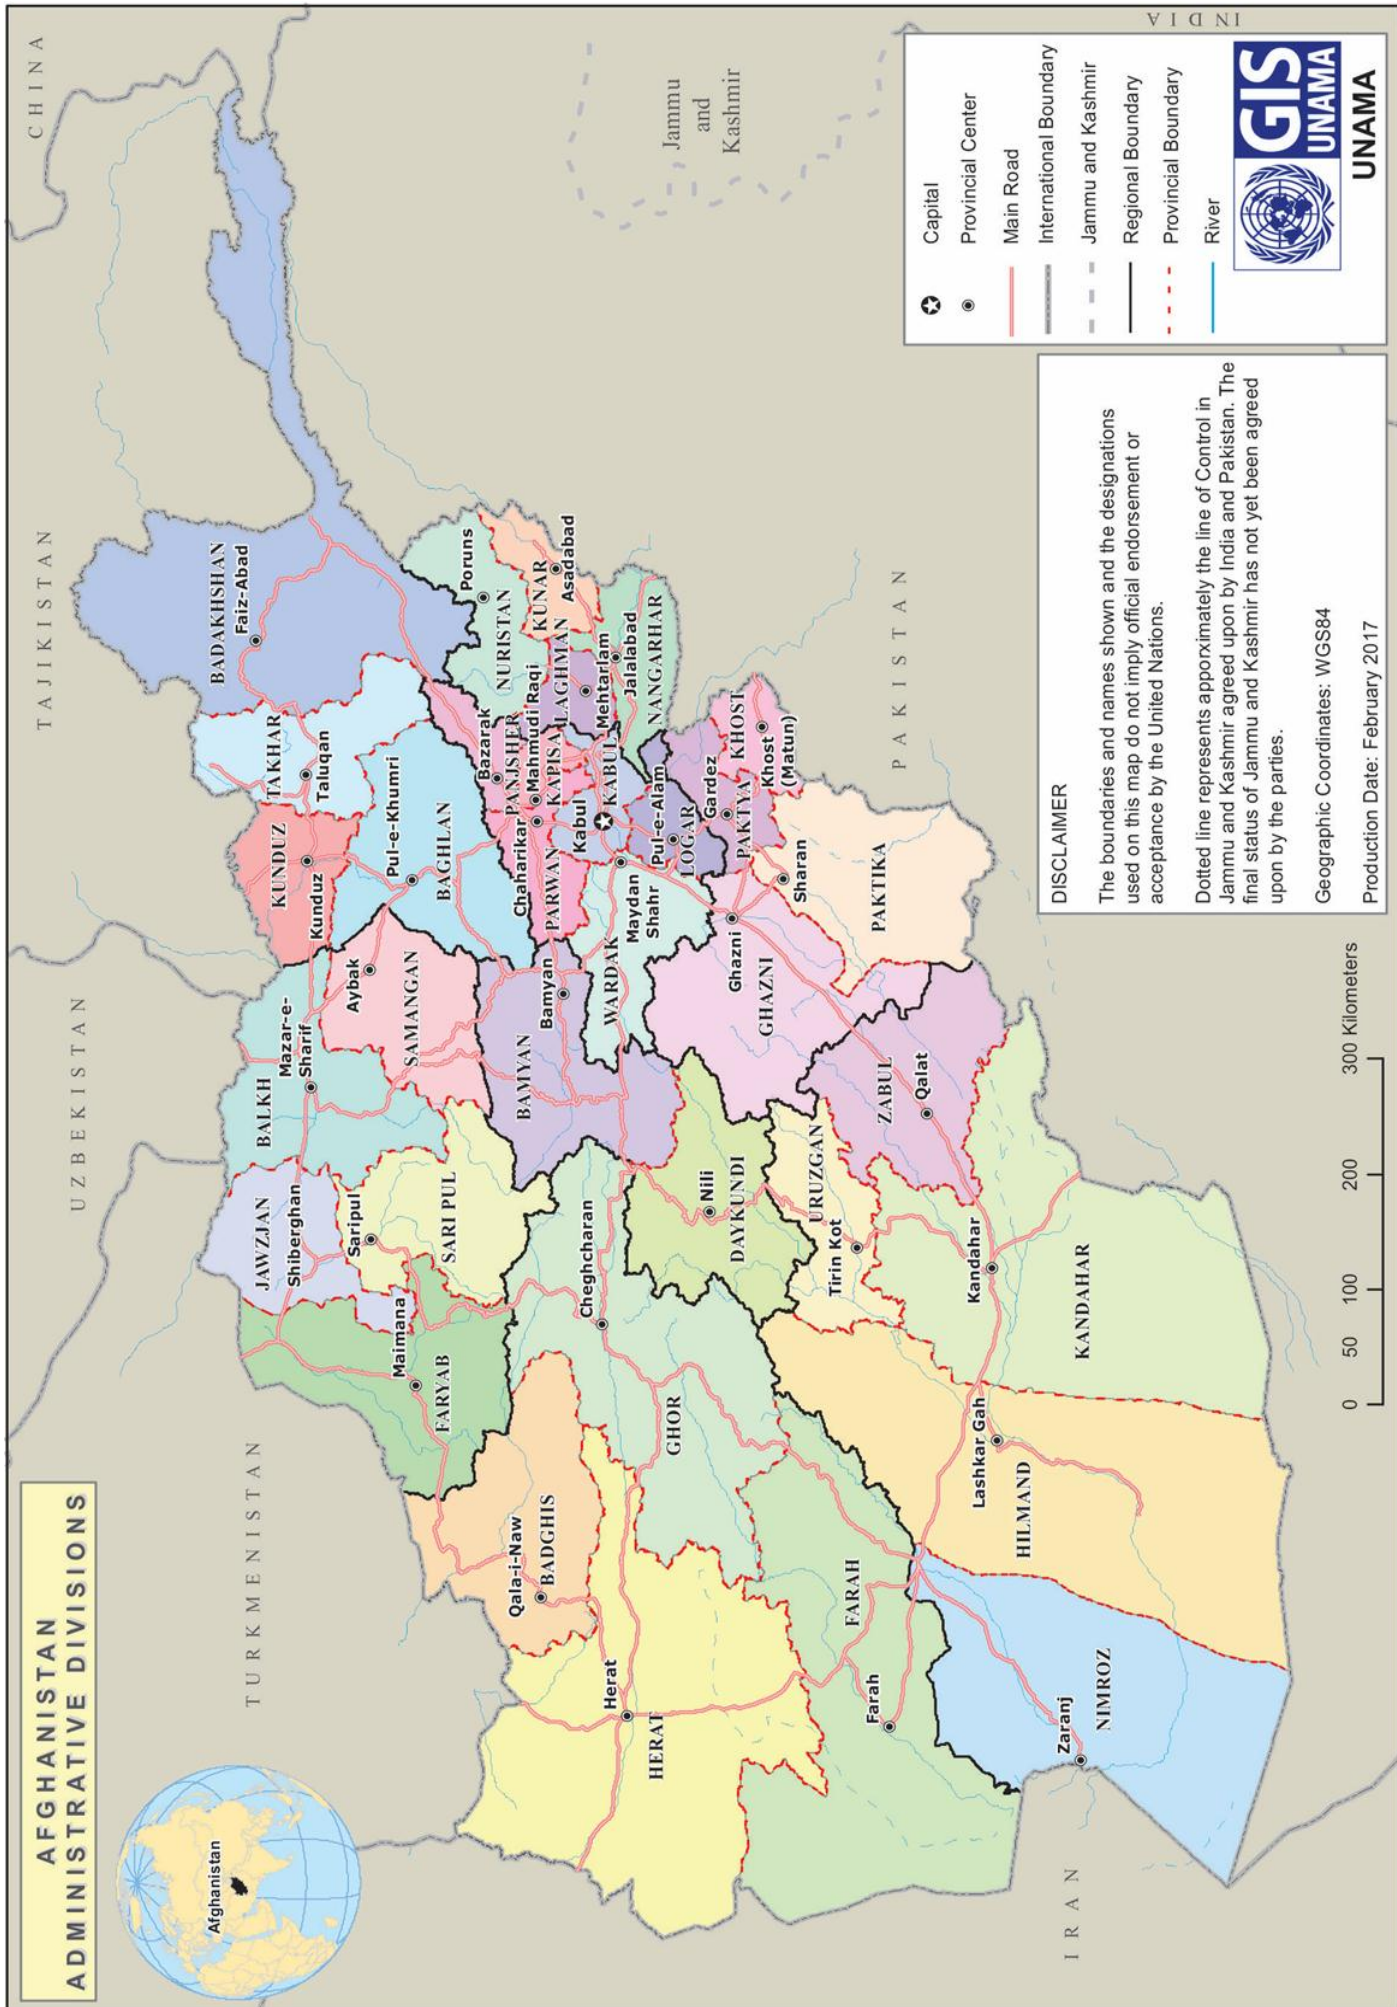 AFGHANISTAN
ADMINISTRATIVE DIVISIONS
Afghanistan
TURKMENISTAN
UZBEKISTAN
TAJIKISTAN
CHINA
IRAN
PAKISTAN
INDIA
Jammu
and
Kashmir
BADAKHSHAN
Faiz-Abad
TAKHAR
Taluqan
KUNDUZ
Kunduz
BALKH
Mazar-e-
Sharif
JAWZJAN
Shiberghan
Saripul
SARI PUL
Maimana
FARYAB
Aybak
SAMANGAN
Pul-e-Khumri
BAGHLAN
Poruns
NURISTAN
KUNAR
Asadabad
LAGHMAN
Mehtarlam
Jalalabad
NANGARHAR
Bazarak
PANJSHER
Mahmudi Raqi
KAPISA
Chaharikar
PARWAN
Kabul
KABUL
Maydan
Shahr
WARDAK
Bamyan
BAMYAN
Pul-e-Alam
LOGAR
Gardez
PAKTYA
KHOST
Khost
(Matun)
Sharan
PAKTIKA
Ghazni
GHAZNI
Qala-i-Naw
BADGHIS
Cheghcharan
GHOR
Herat
HERAT
Nili
DAYKUNDI
URUZGAN
Tirin Kot
ZABUL
Qalat
Farah
FARAH
Kandahar
KANDAHAR
Lashkar Gah
HILMAND
Zaranj
NIMROZ
0 50 100 200 300 Kilometers
DISCLAIMER
The boundaries and names shown and the designations
used on this map do not imply official endorsement or
acceptance by the United Nations.
Dotted line represents apporximately the line of Control in
Jammu and Kashmir agreed upon by India and Pakistan. The
final status of Jammu and Kashmir has not yet been agreed
upon by the parties.
Geographic Coordinates: WGS84
Production Date: February 2017
Capital
Provincial Center
Main Road
International Boundary
Jammu and Kashmir
Regional Boundary
Provincial Boundary
River
GIS
UNAMA
UNAMA